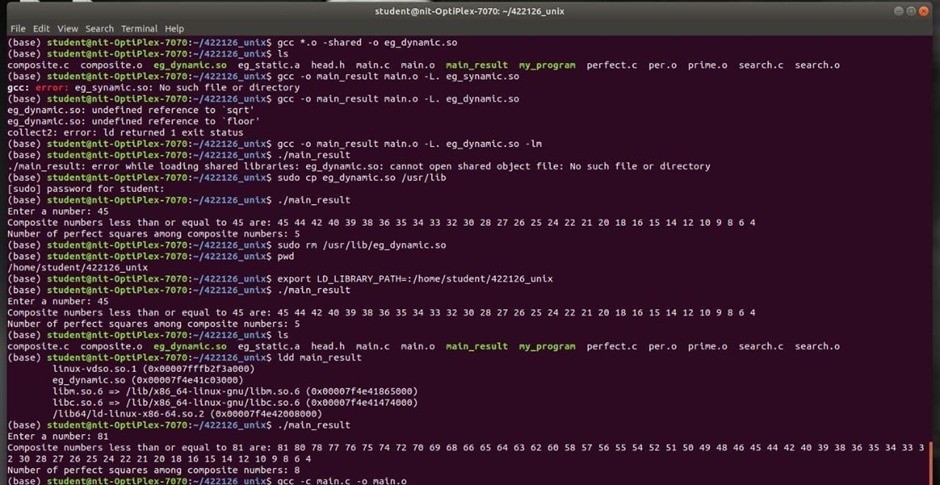 student@nit-OptiPlex-7070: ~/422126_unix
File Edit View Search Terminal Help
(base) student@nit-OptiPlex-7070:~/422126_unix$ gcc *.o -shared -o eg_dynamic.so
(base) student@nit-OptiPlex-7070:~/422126_unix$ ls
composite.c composite.o eg_dynamic.so eg_static.a head.h main.c main.o main_result my_program perfect.c per.o prime.o search.c search.o
(base) student@nit-OptiPlex-7070:~/422126_unix$ gcc -o main_result main.o -L. eg_synamic.so
gcc: error: eg_synamic.so: No such file or directory
(base) student@nit-OptiPlex-7070:~/422126_unix$ gcc -o main_result main.o -L. eg_dynamic.so
eg_dynamic.so: undefined reference to `sqrt'
eg_dynamic.so: undefined reference to `floor'
collect2: error: ld returned 1 exit status
(base) student@nit-OptiPlex-7070:~/422126_unix$ gcc -o main_result main.o -L. eg_dynamic.so -lm
(base) student@nit-OptiPlex-7070:~/422126_unix$ ./main_result
./main_result: error while loading shared libraries: eg_dynamic.so: cannot open shared object file: No such file or directory
(base) student@nit-OptiPlex-7070:~/422126_unix$ sudo cp eg_dynamic.so /usr/lib
[sudo] password for student:
(base) student@nit-OptiPlex-7070:~/422126_unix$ ./main_result
Enter a number: 45
Composite numbers less than or equal to 45 are: 45 44 42 40 39 38 36 35 34 33 32 30 28 27 26 25 24 22 21 20 18 16 15 14 12 10 9 8 6 4
Number of perfect squares among composite numbers: 5
(base) student@nit-OptiPlex-7070:~/422126_unix$ sudo rm /usr/lib/eg_dynamic.so
(base) student@nit-OptiPlex-7070:~/422126_unix$ pwd
/home/student/422126_unix
(base) student@nit-OptiPlex-7070:~/422126_unix$ export LD_LIBRARY_PATH=:/home/student/422126_unix
(base) student@nit-OptiPlex-7070:~/422126_unix$ ./main_result
Enter a number: 45
Composite numbers less than or equal to 45 are: 45 44 42 40 39 38 36 35 34 33 32 30 28 27 26 25 24 22 21 20 18 16 15 14 12 10 9 8 6 4
Number of perfect squares among composite numbers: 5
(base) student@nit-OptiPlex-7070:~/422126_unix$ ls
composite.c composite.o eg_dynamic.so eg_static.a head.h main.c main.o main_result my_program perfect.c per.o prime.o search.c search.o
(base) student@nit-OptiPlex-7070:~/422126_unix$ ldd main_result
linux-vdso.so.1 (0x00007fffb2f3a000)
eg_dynamic.so (0x00007f4e41c03000)
libm.so.6 => /lib/x86_64-linux-gnu/libm.so.6 (0x00007f4e41865000)
libc.so.6 => /lib/x86_64-linux-gnu/libc.so.6 (0x00007f4e41474000)
/lib64/ld-linux-x86-64.so.2 (0x00007f4e42008000)
(base) student@nit-OptiPlex-7070:~/422126_unix$ ./main_result
Enter a number: 81
Composite numbers less than or equal to 81 are: 81 80 78 77 76 75 74 72 70 69 68 66 65 64 63 62 60 58 57 56 55 54 52 51 50 49 48 46 45 44 42 40 39 38 36 35 34 33 3
2 30 28 27 26 25 24 22 21 20 18 16 15 14 12 10 9 8 6 4
Number of perfect squares among composite numbers: 8
(base) student@nit-OptiPlex-7070:~/422126_unix$ gcc -c main.c -o main.o